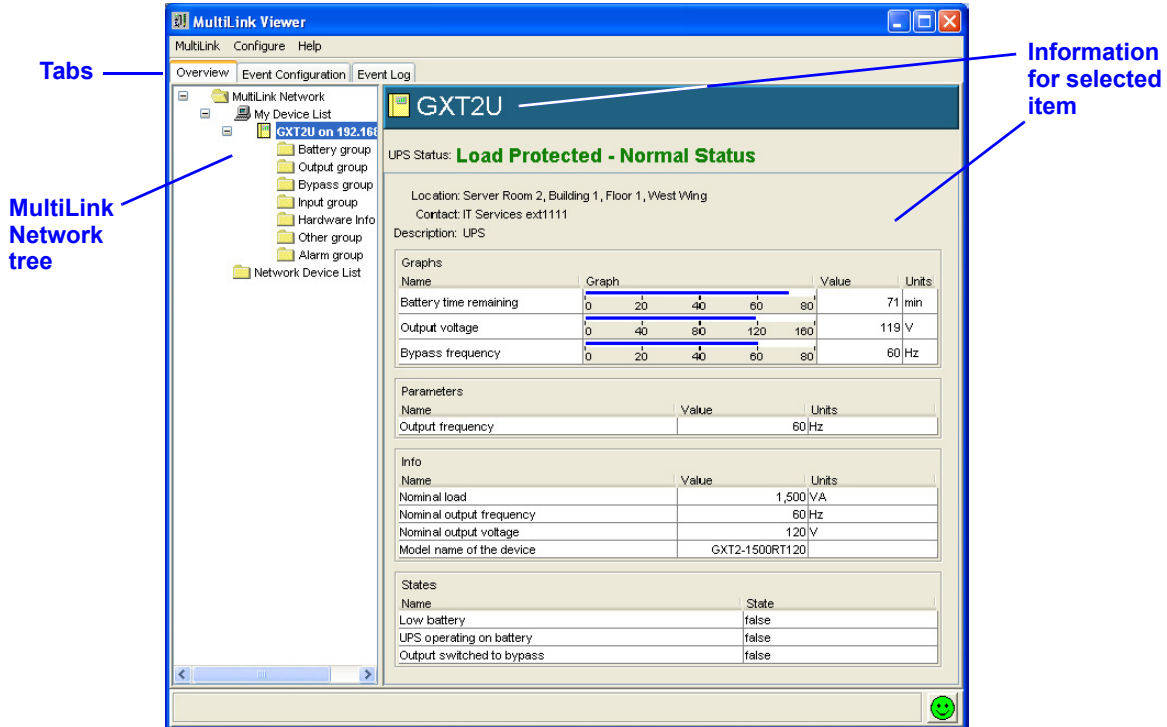 MultiLink Viewer
MultiLink Configure Help
Tabs
Overview Event Configuration Event Log
Information
for selected
item
MultiLink Network
My Device List
GXT2U on 192.168
Battery group
Output group
Bypass group
Input group
Hardware Info
Other group
Alarm group
Network Device List
MultiLink
Network
tree
GXT2U
UPS Status: Load Protected - Normal Status
Location: Server Room 2, Building 1, Floor 1, West Wing
Contact: IT Services ext1111
Description: UPS
Graphs
Name Graph Value Units
Battery time remaining 0 20 40 60 80 71 min
Output voltage 0 40 80 120 160 119 V
Bypass frequency 0 20 40 60 80 60 Hz
Parameters
Name Value Units
Output frequency 60 Hz
Info
Name Value Units
Nominal load 1,500 VA
Nominal output frequency 60 Hz
Nominal output voltage 120 V
Model name of the device GXT2-1500RT120
States
Name State
Low battery false
UPS operating on battery false
Output switched to bypass false